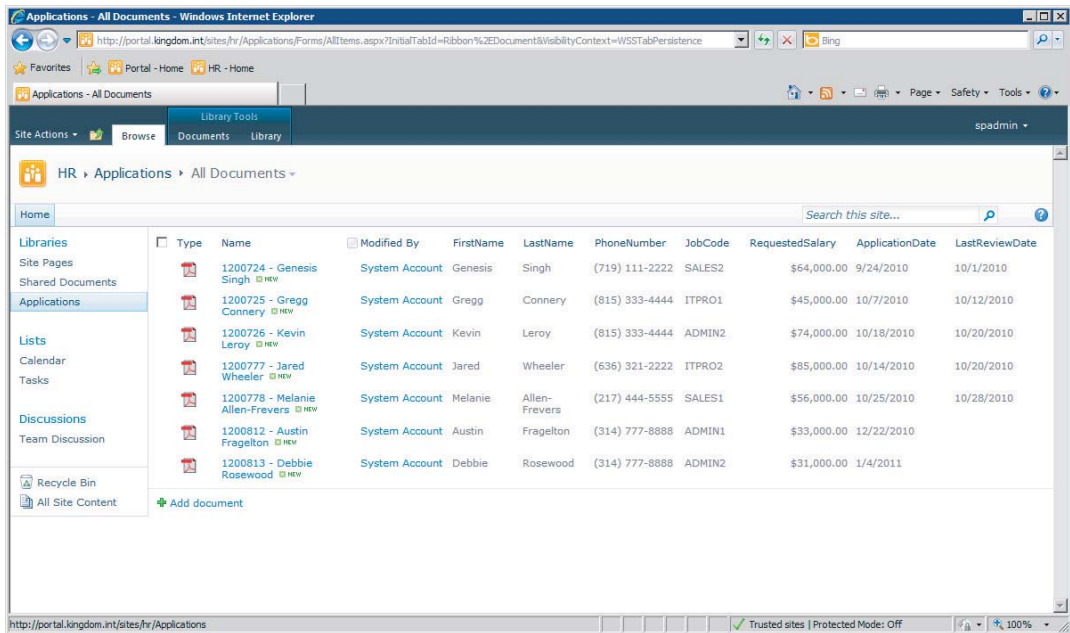 Applications - All Documents - Windows Internet Explorer
http://portal.kingdom.int/sites/hr/Applications/Forms/AllItems.aspx?InitialTabId=Ribbon%2EDocument&VisibilityContext=WSSTabPersistence Bing
Favorites Portal - Home HR - Home
Applications - All Documents Page Safety Tools
Library Tools
Site Actions Browse Documents Library spadmin
HR Applications All Documents
Home Search this site...
Libraries
Site Pages
Shared Documents
Applications
Lists
Calendar
Tasks
Discussions
Team Discussion
Recycle Bin
All Site Content
Type Name Modified By FirstName LastName PhoneNumber JobCode RequestedSalary ApplicationDate LastReviewDate
1200724 - Genesis System Account Genesis Singh (719) 111-2222 SALES2 $64,000.00 9/24/2010 10/1/2010
Singh NEW
1200725 - Gregg System Account Gregg Connery (815) 333-4444 ITPRO1 $45,000.00 10/7/2010 10/12/2010
Connery NEW
1200726 - Kevin System Account Kevin Leroy (815) 333-4444 ADMIN2 $74,000.00 10/18/2010 10/20/2010
Leroy NEW
1200777 - Jared System Account Jared Wheeler (636) 321-2222 ITPRO2 $85,000.00 10/14/2010 10/20/2010
Wheeler NEW
1200778 - Melanie System Account Melanie Allen- (217) 444-5555 SALES1 $56,000.00 10/25/2010 10/28/2010
Allen-Frevers NEW Frevers
1200812 - Austin System Account Austin Fragelton (314) 777-8888 ADMIN1 $33,000.00 12/22/2010
Fragelton NEW
1200813 - Debbie System Account Debbie Rosewood (314) 777-8888 ADMIN2 $31,000.00 1/4/2011
Rosewood NEW
Add document
http://portal.kingdom.int/sites/hr/Applications Trusted sites | Protected Mode: Off 100%